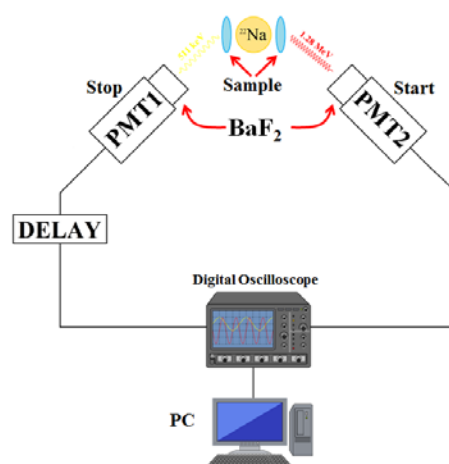 511 keV
²²Na
1.28 MeV
Stop
Sample
Start
PMT1
PMT2
BaF₂
DELAY
Digital Oscilloscope
PC